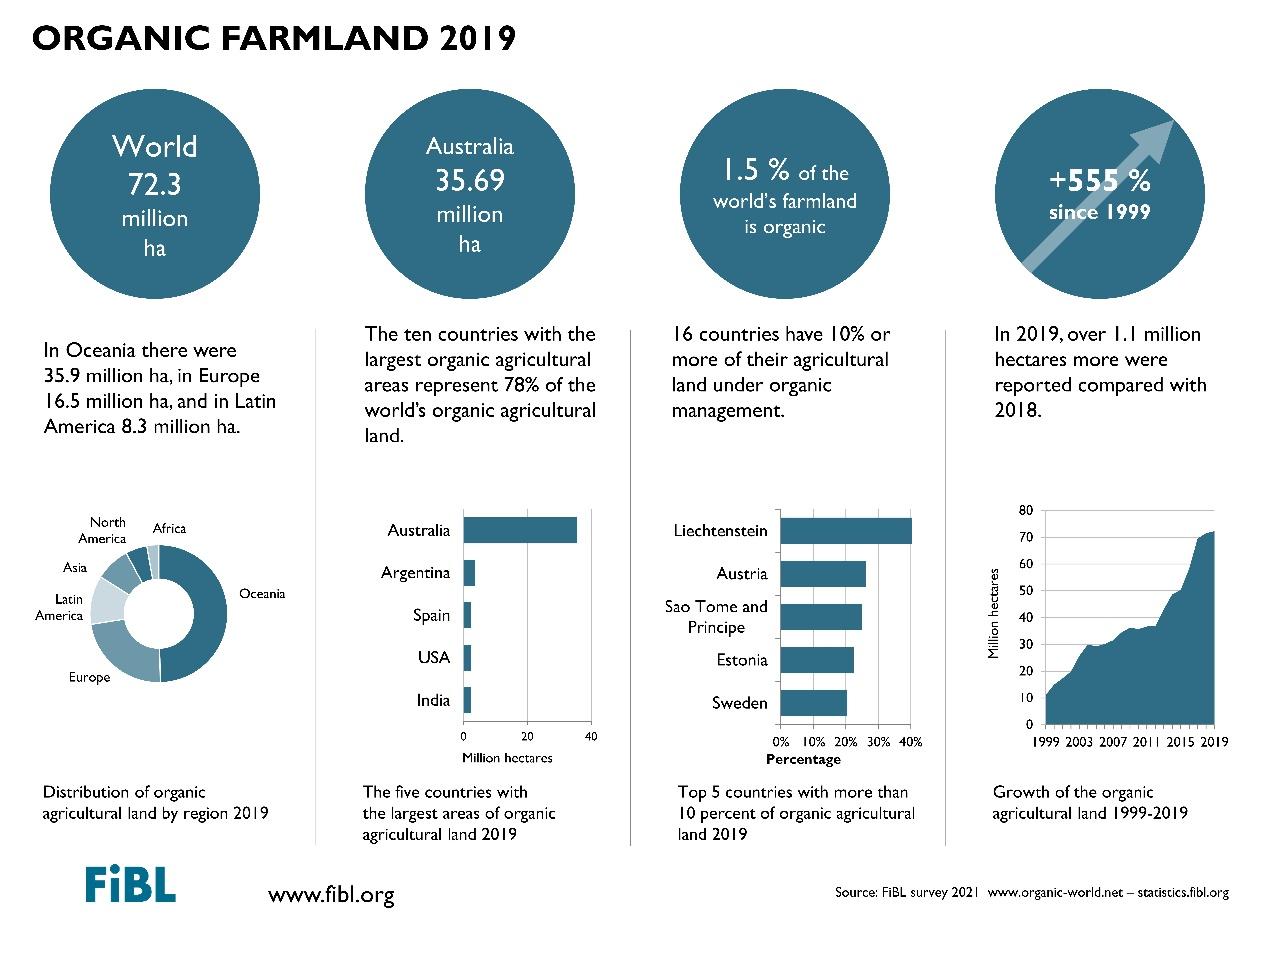 ORGANIC FARMLAND 2019
World
72.3
million
ha
Australia
35.69
million
ha
1.5 % of the
world's farmland
is organic
+555 %
since 1999
In Oceania there were
35.9 million ha, in Europe
16.5 million ha, and in Latin
America 8.3 million ha.
The ten countries with the
largest organic agricultural
areas represent 78% of the
world's organic agricultural
land.
16 countries have 10% or
more of their agricultural
land under organic
management.
In 2019, over 1.1 million
hectares more were
reported compared with
2018.
North
America
Africa
Asia
Latin
America
Oceania
Europe
Distribution of organic
agricultural land by region 2019
Australia
Argentina
Spain
USA
India
0 20 40
Million hectares
The five countries with
the largest areas of organic
agricultural land 2019
Liechtenstein
Austria
Sao Tome and
Principe
Estonia
Sweden
0% 10% 20% 30% 40%
Percentage
Top 5 countries with more than
10 percent of organic agricultural
land 2019
Million hectares
80
70
60
50
40
30
20
10
0
1999 2003 2007 2011 2015 2019
Growth of the organic
agricultural land 1999-2019
FiBL
www.fibl.org
Source: FiBL survey 2021 www.organic-world.net – statistics.fibl.org